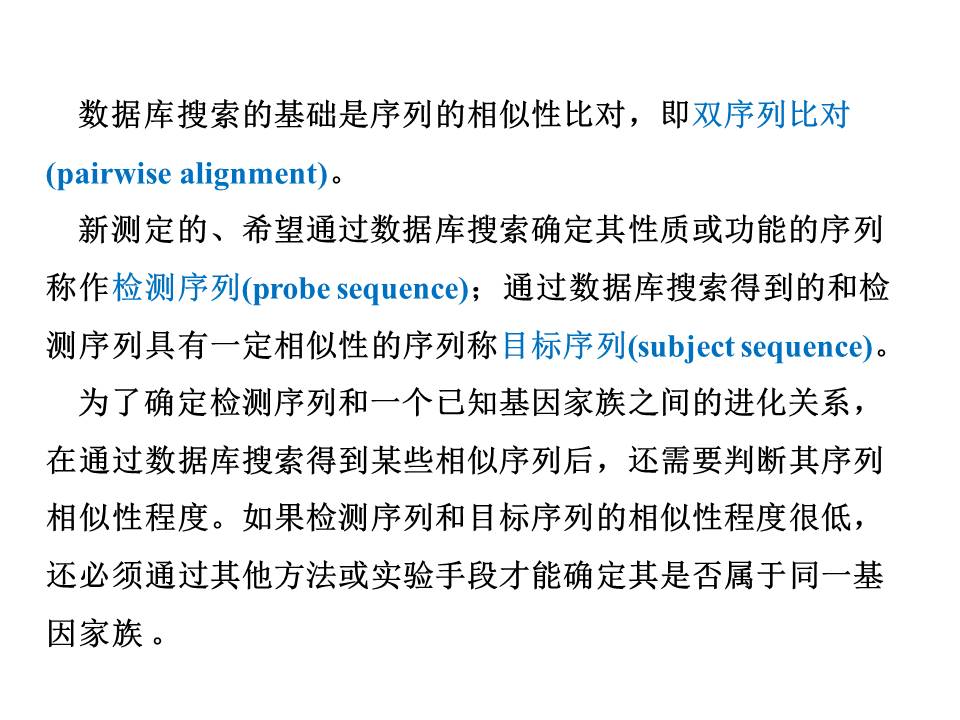 数据库搜索的基础是序列的相似性比对，即双序列比对
(pairwise alignment)。
新测定的、希望通过数据库搜索确定其性质或功能的序列
称作检测序列(probe sequence)；通过数据库搜索得到的和检
测序列具有一定相似性的序列称目标序列(subject sequence)。
为了确定检测序列和一个已知基因家族之间的进化关系，
在通过数据库搜索得到某些相似序列后，还需要判断其序列
相似性程度。如果检测序列和目标序列的相似性程度很低，
还必须通过其他方法或实验手段才能确定其是否属于同一基
因家族 。